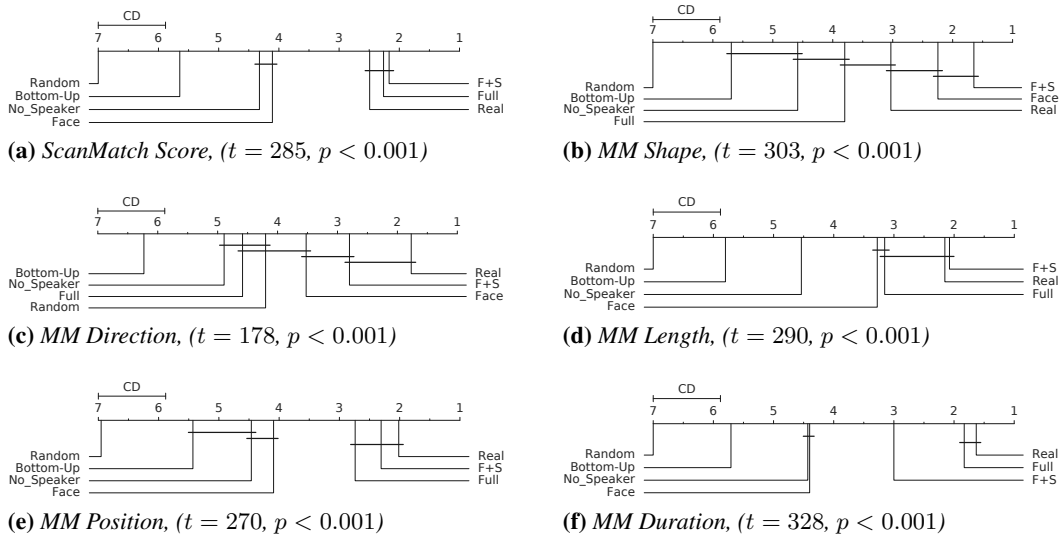 CD
7 6 5 4 3 2 1
Random F+S
Bottom-Up Full
No_Speaker Real
Face
(a) ScanMatch Score, (t = 285, p < 0.001)
CD
7 6 5 4 3 2 1
Random F+S
Bottom-Up Face
No_Speaker Real
Full
(b) MM Shape, (t = 303, p < 0.001)
CD
7 6 5 4 3 2 1
Bottom-Up Real
No_Speaker F+S
Full Face
Random
(c) MM Direction, (t = 178, p < 0.001)
CD
7 6 5 4 3 2 1
Random F+S
Bottom-Up Real
No_Speaker Full
Face
(d) MM Length, (t = 290, p < 0.001)
CD
7 6 5 4 3 2 1
Random Real
Bottom-Up F+S
No_Speaker Full
Face
(e) MM Position, (t = 270, p < 0.001)
CD
7 6 5 4 3 2 1
Random Real
Bottom-Up Full
No_Speaker F+S
Face
(f) MM Duration, (t = 328, p < 0.001)